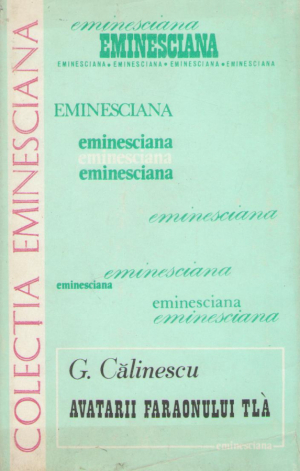 COLECȚIA EMINESCIANA
eminesciana
EMINESCIANA
EMINESCIANA★EMINESCIANA★EMINESCIANA★EMINESCIANA
EMINESCIANA
eminesciana
eminesciana
eminesciana
eminesciana
eminesciana
eminesciana
eminesciana
eminesciana
G. Călinescu
AVATARII FARAONULUI TLÀ
eminesciana